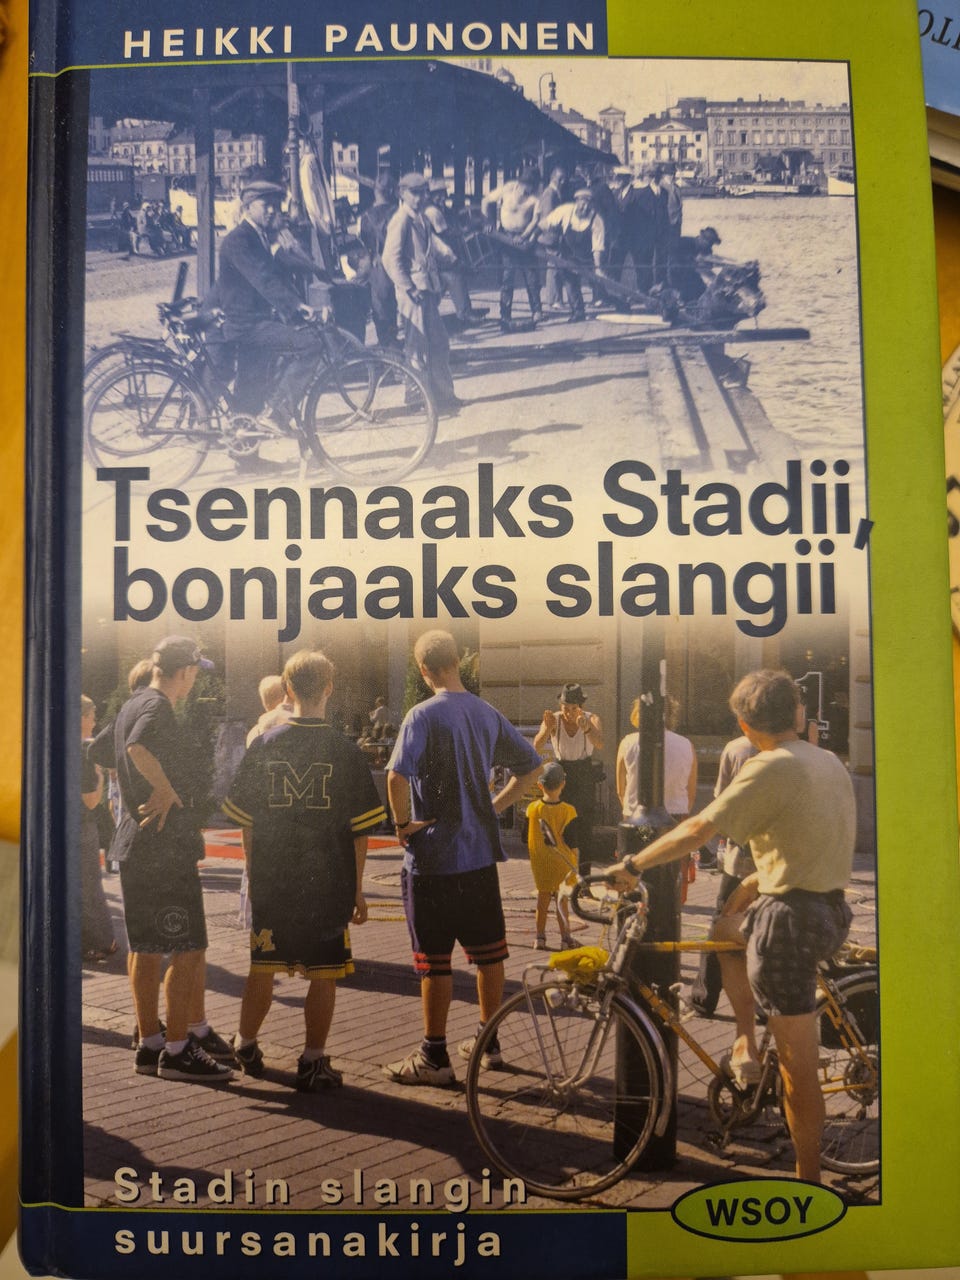 HEIKKI PAUNONEN
Tsennaaks Stadii,
bonjaaks slangii
M
M
Stadin slangin
suursanakirja
WSOY